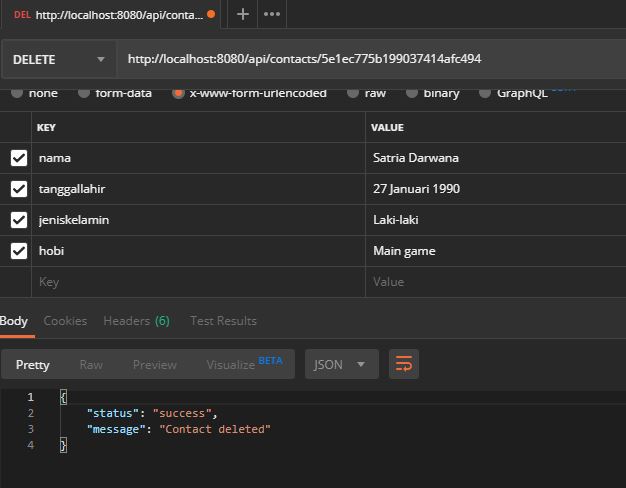 DEL http://localhost:8080/api/conta...
DELETE http://localhost:8080/api/contacts/5e1ec775b199037414afc494
none form-data x-www-form-urlencoded raw binary GraphQL
KEY VALUE
nama Satria Darwana
tanggallahir 27 Januari 1990
jeniskelamin Laki-laki
hobi Main game
Key Value
Body Cookies Headers (6) Test Results
Pretty Raw Preview Visualize BETA JSON
1 {
2 "status": "success",
3 "message": "Contact deleted"
4 }